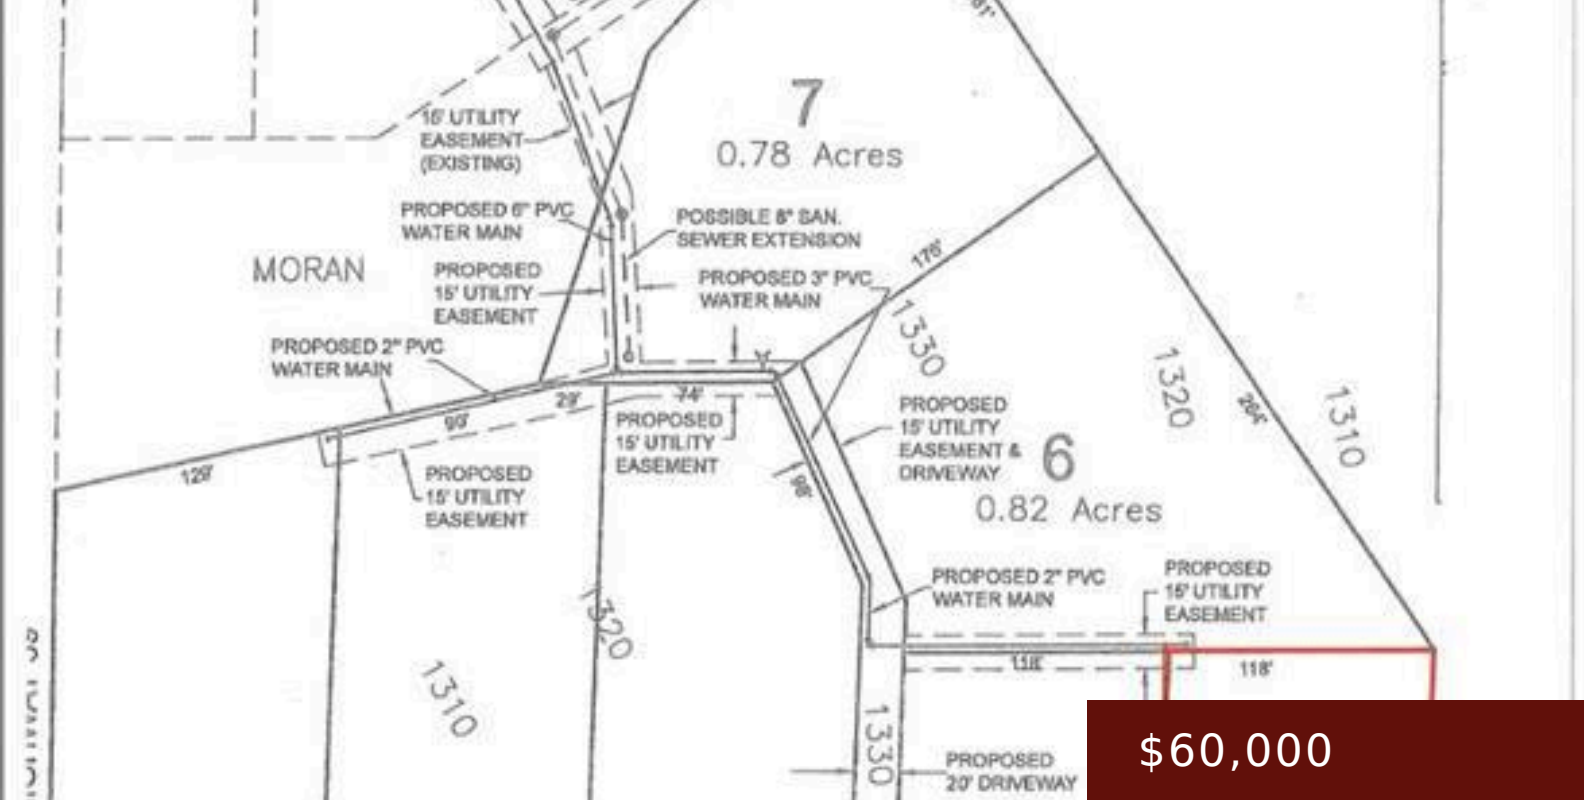 81'
7
0.78 Acres
15' UTILITY
EASEMENT
(EXISTING)
PROPOSED 6" PVC
WATER MAIN
POSSIBLE 8" SAN.
SEWER EXTENSION
MORAN
PROPOSED
15' UTILITY
EASEMENT
PROPOSED 3" PVC
WATER MAIN
176'
1330
1320
264'
1310
PROPOSED 2" PVC
WATER MAIN
129'
90'
29'
74'
PROPOSED
15' UTILITY
EASEMENT
PROPOSED
15' UTILITY
EASEMENT
98'
PROPOSED
15' UTILITY
EASEMENT &
DRIVEWAY
6
0.82 Acres
PROPOSED 2" PVC
WATER MAIN
PROPOSED
15' UTILITY
EASEMENT
118'
118'
1320
1310
1330
PROPOSED
20' DRIVEWAY
$60,000